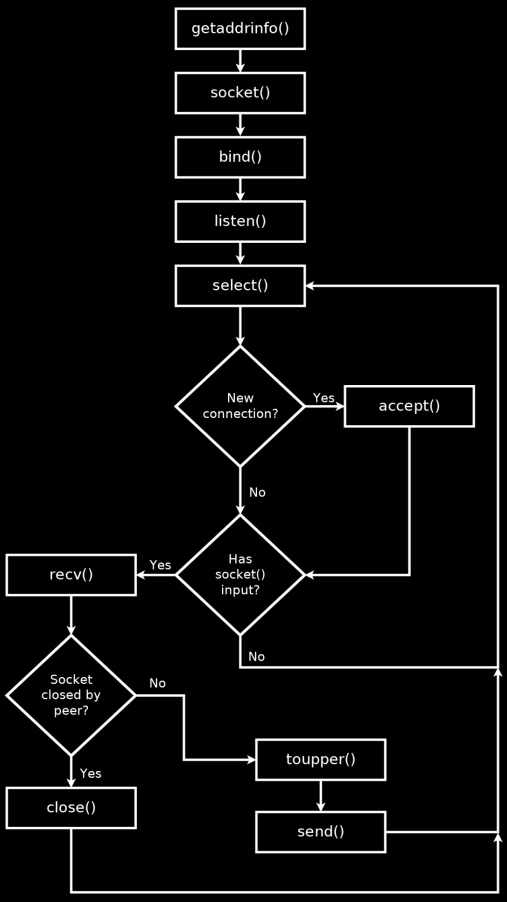 getaddrinfo()
socket()
bind()
listen()
select()
New
connection?
Yes
accept()
No
Has
socket()
input?
Yes
recv()
No
Socket
closed by
peer?
No
toupper()
Yes
close()
send()